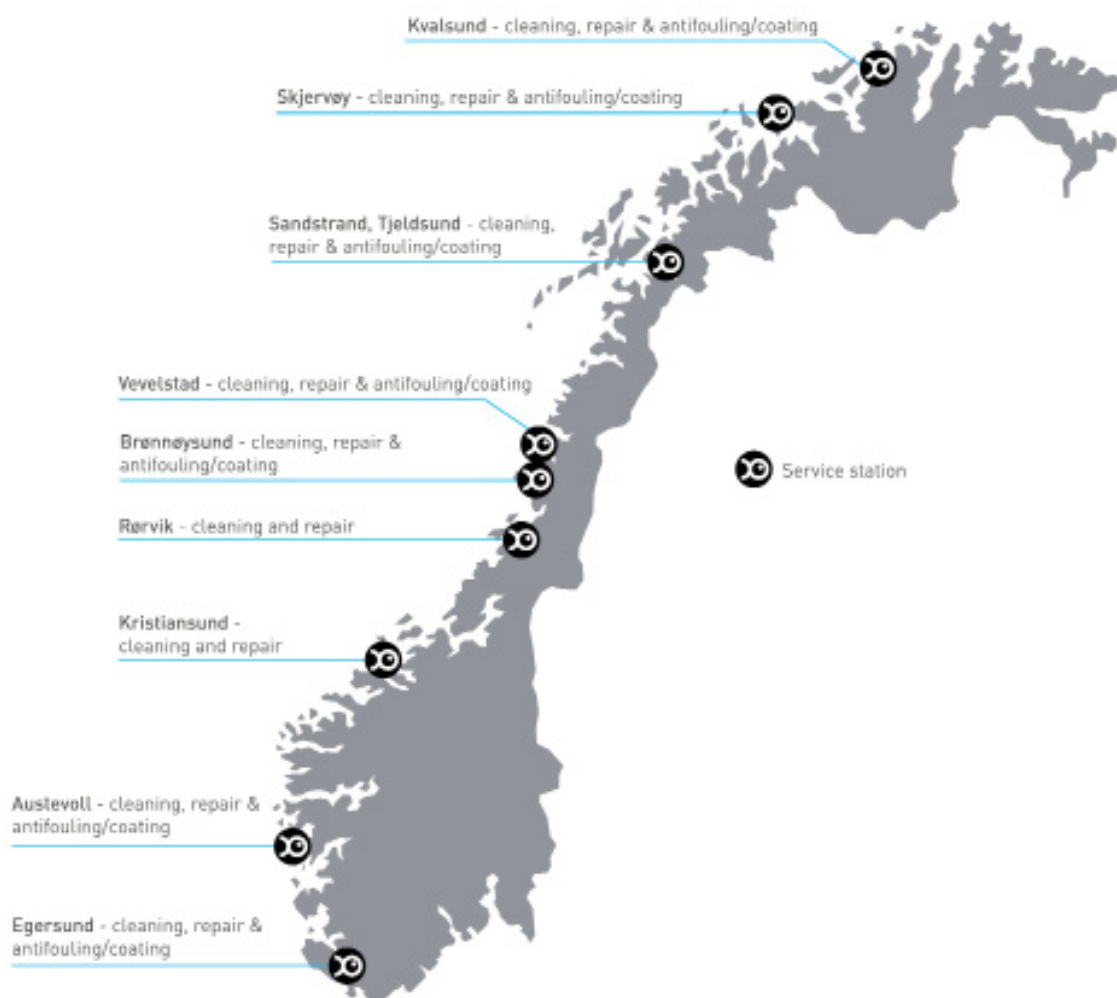 Kvalsund - cleaning, repair & antifouling/coating
Skjervøy - cleaning, repair & antifouling/coating
Sandstrand, Tjeldsund - cleaning,
repair & antifouling/coating
Vevelstad - cleaning, repair & antifouling/coating
Brønnøysund - cleaning, repair &
antifouling/coating
Service station
Rørvik - cleaning and repair
Kristiansund -
cleaning and repair
Austevoll - cleaning, repair &
antifouling/coating
Egersund - cleaning, repair &
antifouling/coating